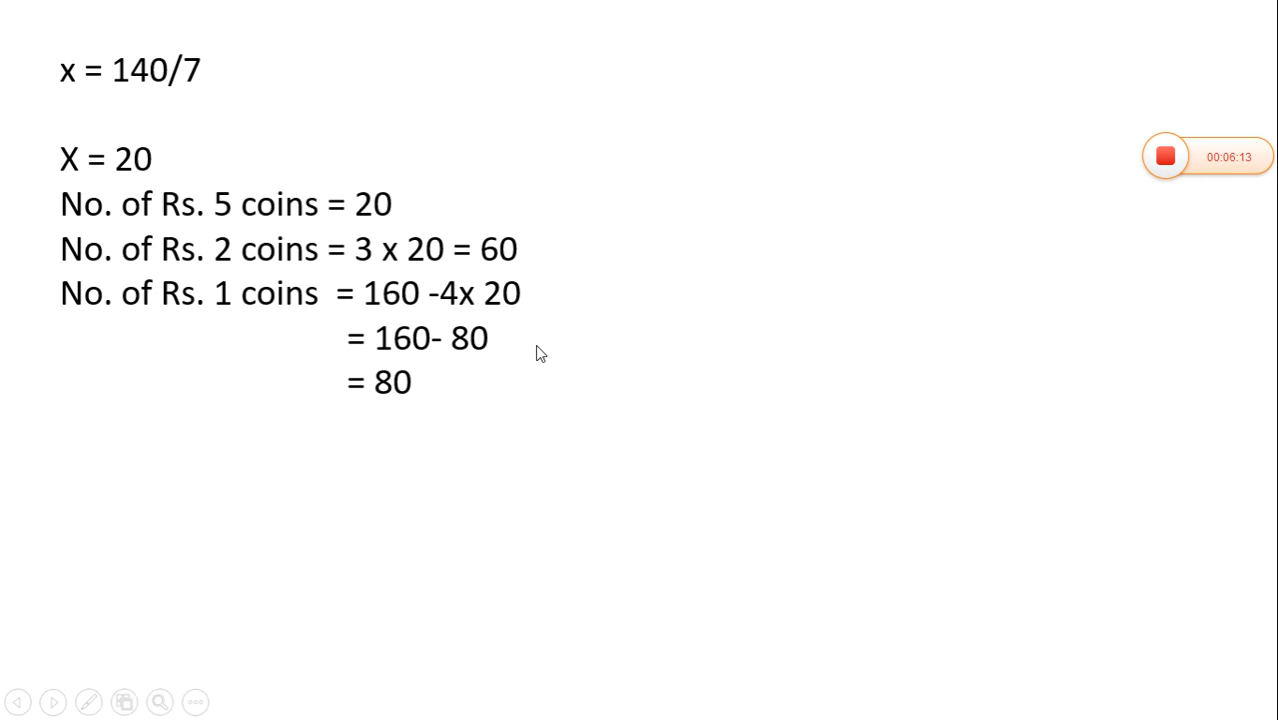 x = 140/7
X = 20
No. of Rs. 5 coins = 20
No. of Rs. 2 coins = 3 x 20 = 60
No. of Rs. 1 coins  = 160 -4x 20
= 160- 80
= 80
00:06:13